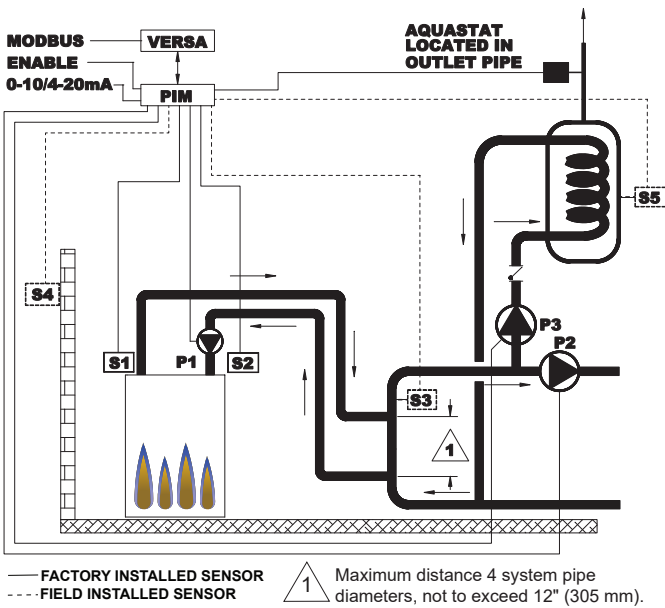 MODBUS
VERSA
ENABLE
0-10/4-20mA
PIM
AQUASTAT
LOCATED IN
OUTLET PIPE
S5
S4
S1
P1
S2
P3
P2
S3
1
FACTORY INSTALLED SENSOR
FIELD INSTALLED SENSOR
1
Maximum distance 4 system pipe
diameters, not to exceed 12" (305 mm).